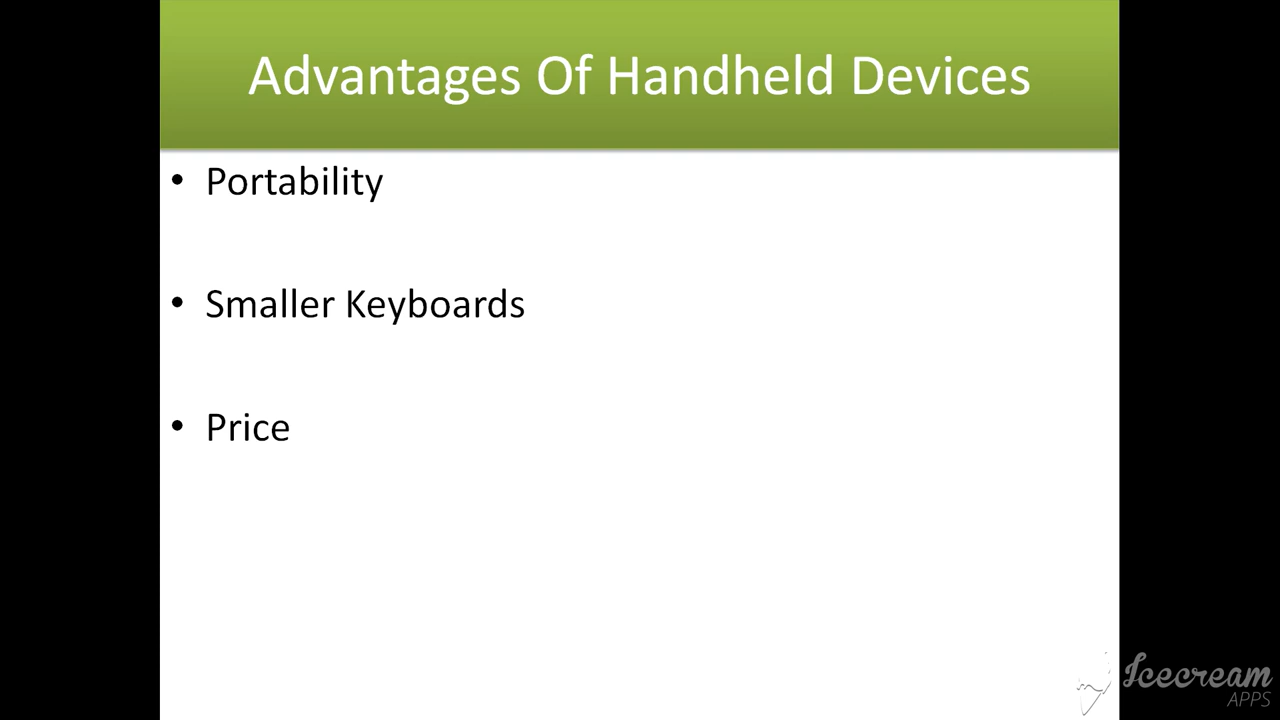 Advantages Of Handheld Devices
• Portability
• Smaller Keyboards
• Price
Icecream
APPS